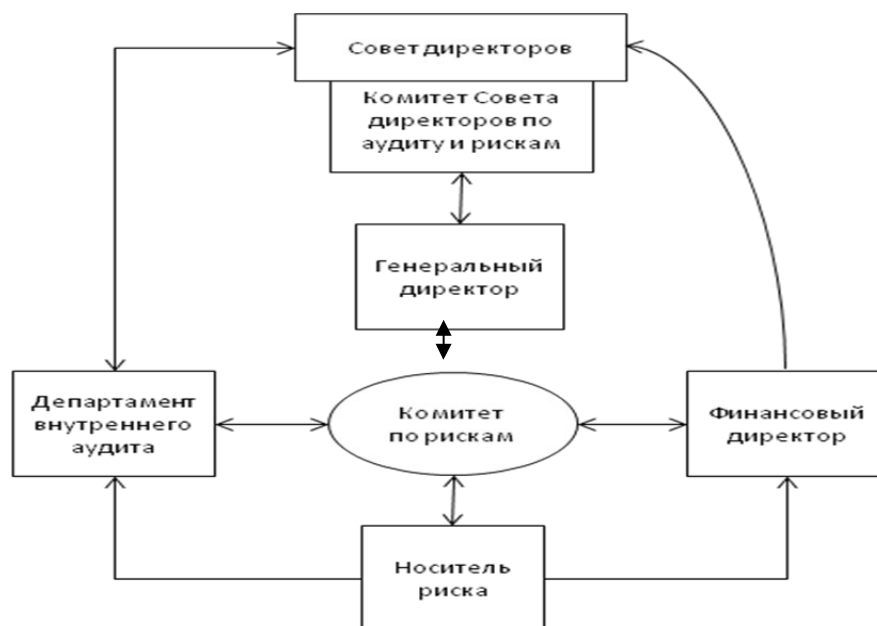 Совет директоров
Комитет Совета
директоров по
аудиту и рискам
Генеральный
директор
Департамент
внутреннего
аудита
Комитет
по рискам
Финансовый
директор
Носитель
риска